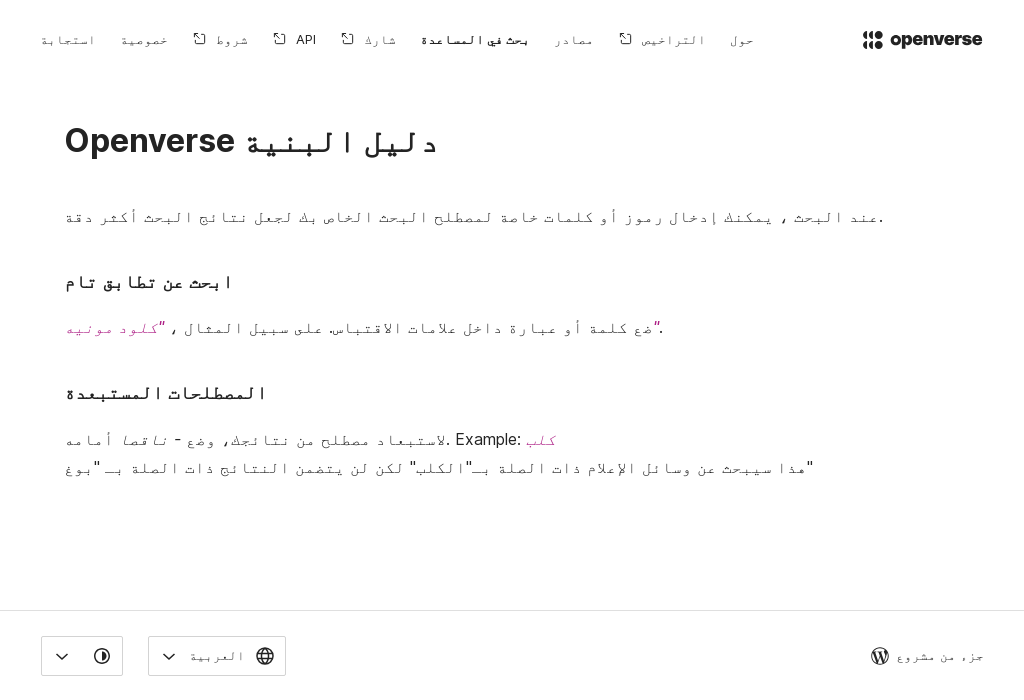 openverse
حول
التراخيص
مصادر
بحث في المساعدة
شارك
API
شروط
خصوصية
استجابة
دليل البنية Openverse
عند البحث ، يمكنك إدخال رموز أو كلمات خاصة لمصطلح البحث الخاص بك لجعل نتائج البحث أكثر دقة.
ابحث عن تطابق تام
ضع كلمة أو عبارة داخل علامات الاقتباس. على سبيل المثال ، "كلود مونيه".
المصطلحات المستبعدة
لاستبعاد مصطلح من نتائجك، وضع - ناقصا أمامه. Example: كلب
هذا سيبحث عن وسائل الإعلام ذات الصلة بـ"الكلب" لكن لن يتضمن النتائج ذات الصلة بـ "بوغ"
جزء من مشروع
العربية